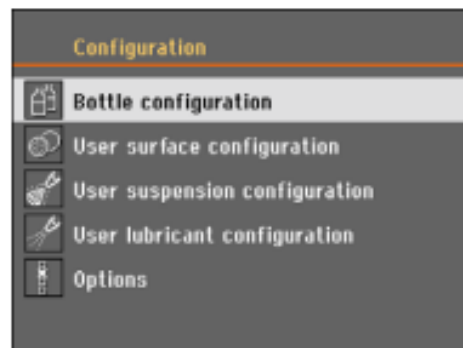 Configuration
Bottle configuration
User surface configuration
User suspension configuration
User lubricant configuration
Options